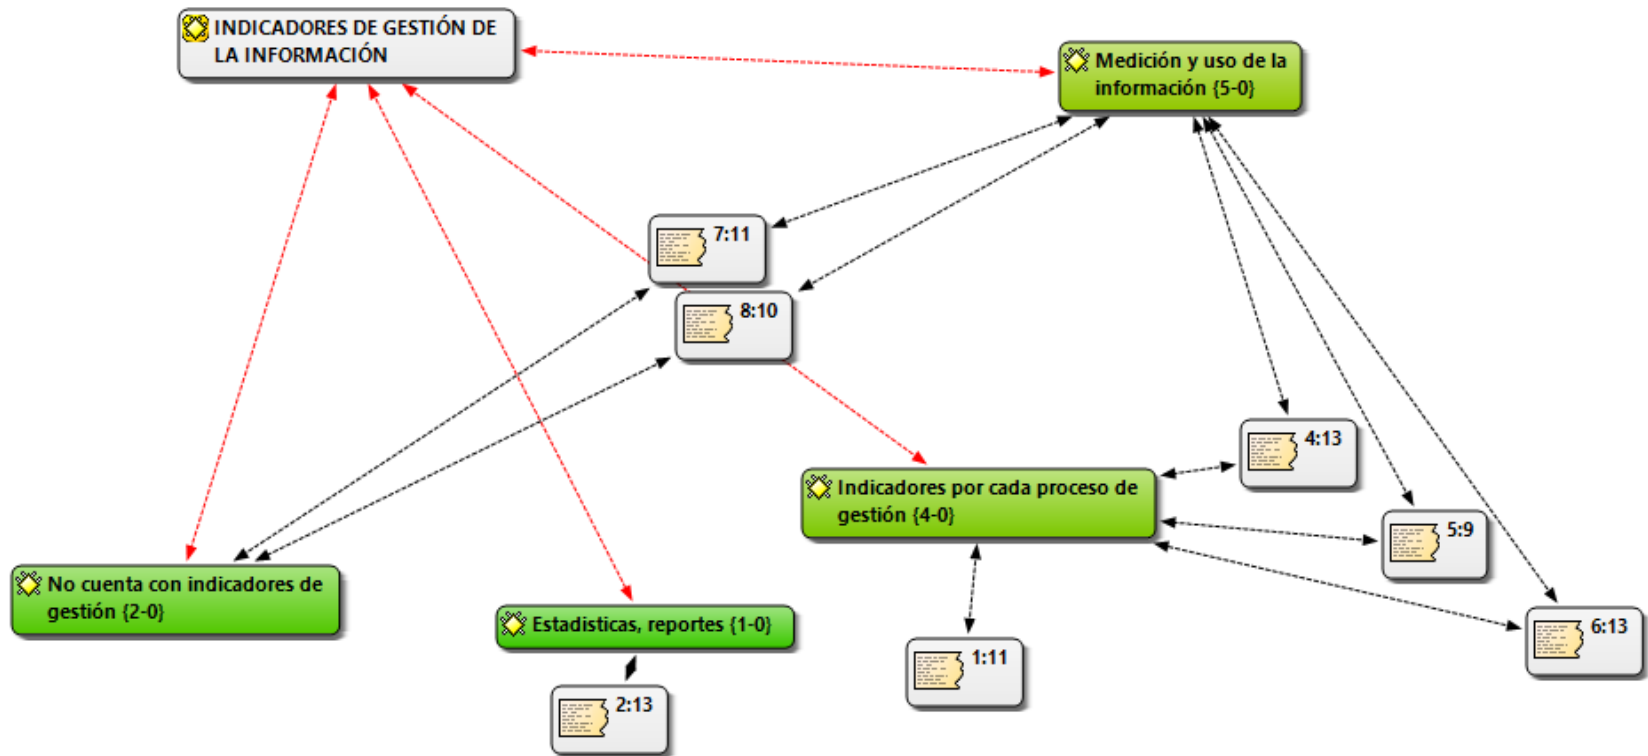 INDICADORES DE GESTIÓN DE
LA INFORMACIÓN
Medición y uso de la
información {5-0}
7:11
8:10
4:13
Indicadores por cada proceso de
gestión {4-0}
5:9
No cuenta con indicadores de
gestión {2-0}
Estadisticas, reportes {1-0}
6:13
1:11
2:13